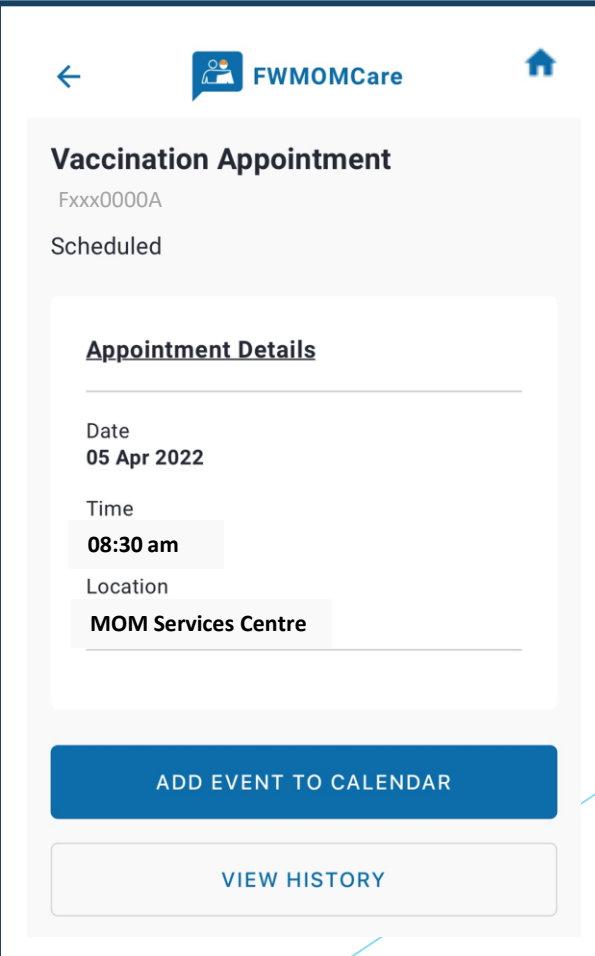 FWMOMCare
Vaccination Appointment
Fxxx0000A
Scheduled
Appointment Details
Date
05 Apr 2022
Time
08:30 am
Location
MOM Services Centre
ADD EVENT TO CALENDAR
VIEW HISTORY